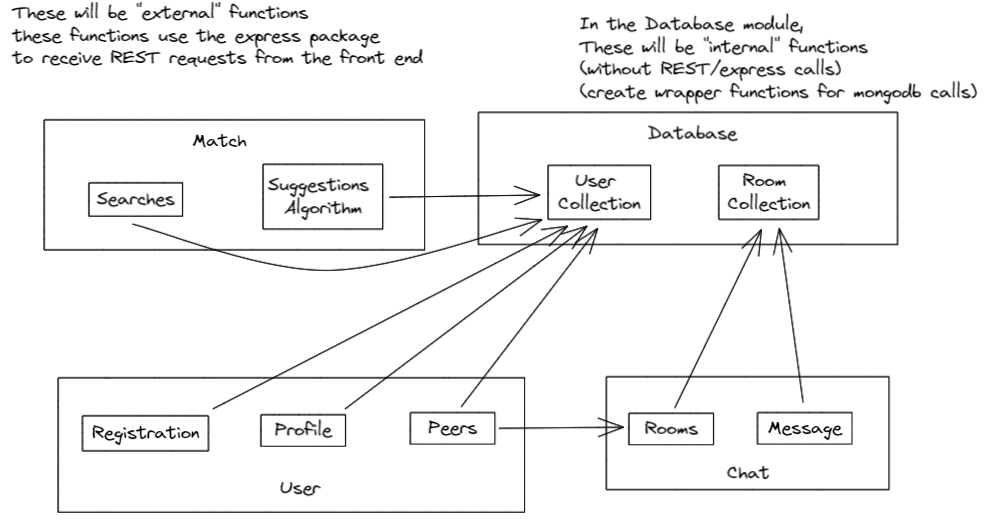 These will be "external" functions
these functions use the express package
to receive REST requests from the front end
In the Database module,
These will be "internal" functions
(without REST/express calls)
(create wrapper functions for mongodb calls)
Match
Searches
Suggestions
Algorithm
Database
User
Collection
Room
Collection
Registration
Profile
Peers
User
Rooms
Message
Chat